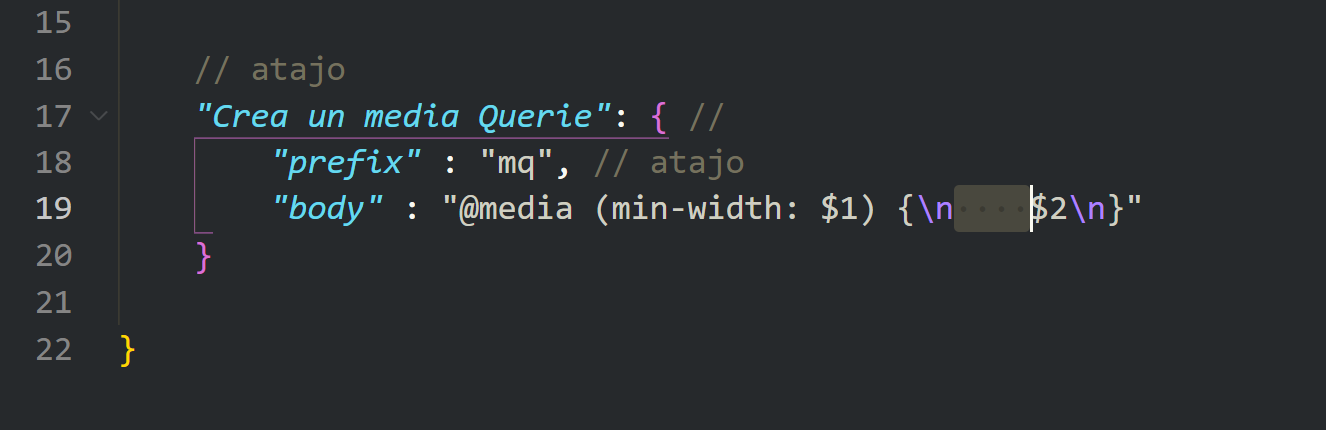 15
16 // atajo
17 "Crea un media Querie": { //
18 "prefix" : "mq", // atajo
19 "body" : "@media (min-width: $1) {\n    $2\n}"
20 }
21
22 }